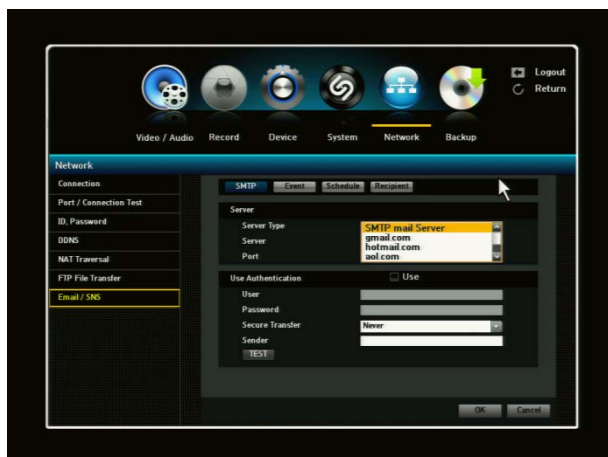 Logout
Return
Video / Audio Record Device System Network Backup
Network
Connection
Port / Connection Test
ID, Password
DDNS
NAT Traversal
FTP File Transfer
Email / SNS
SMTP Event Schedule Recipient
Server
Server Type SMTP mail Server
Server gmail.com
hotmail.com
Port aol.com
Use Authentication Use
User
Password
Secure Transfer Never
Sender
TEST
OK Cancel